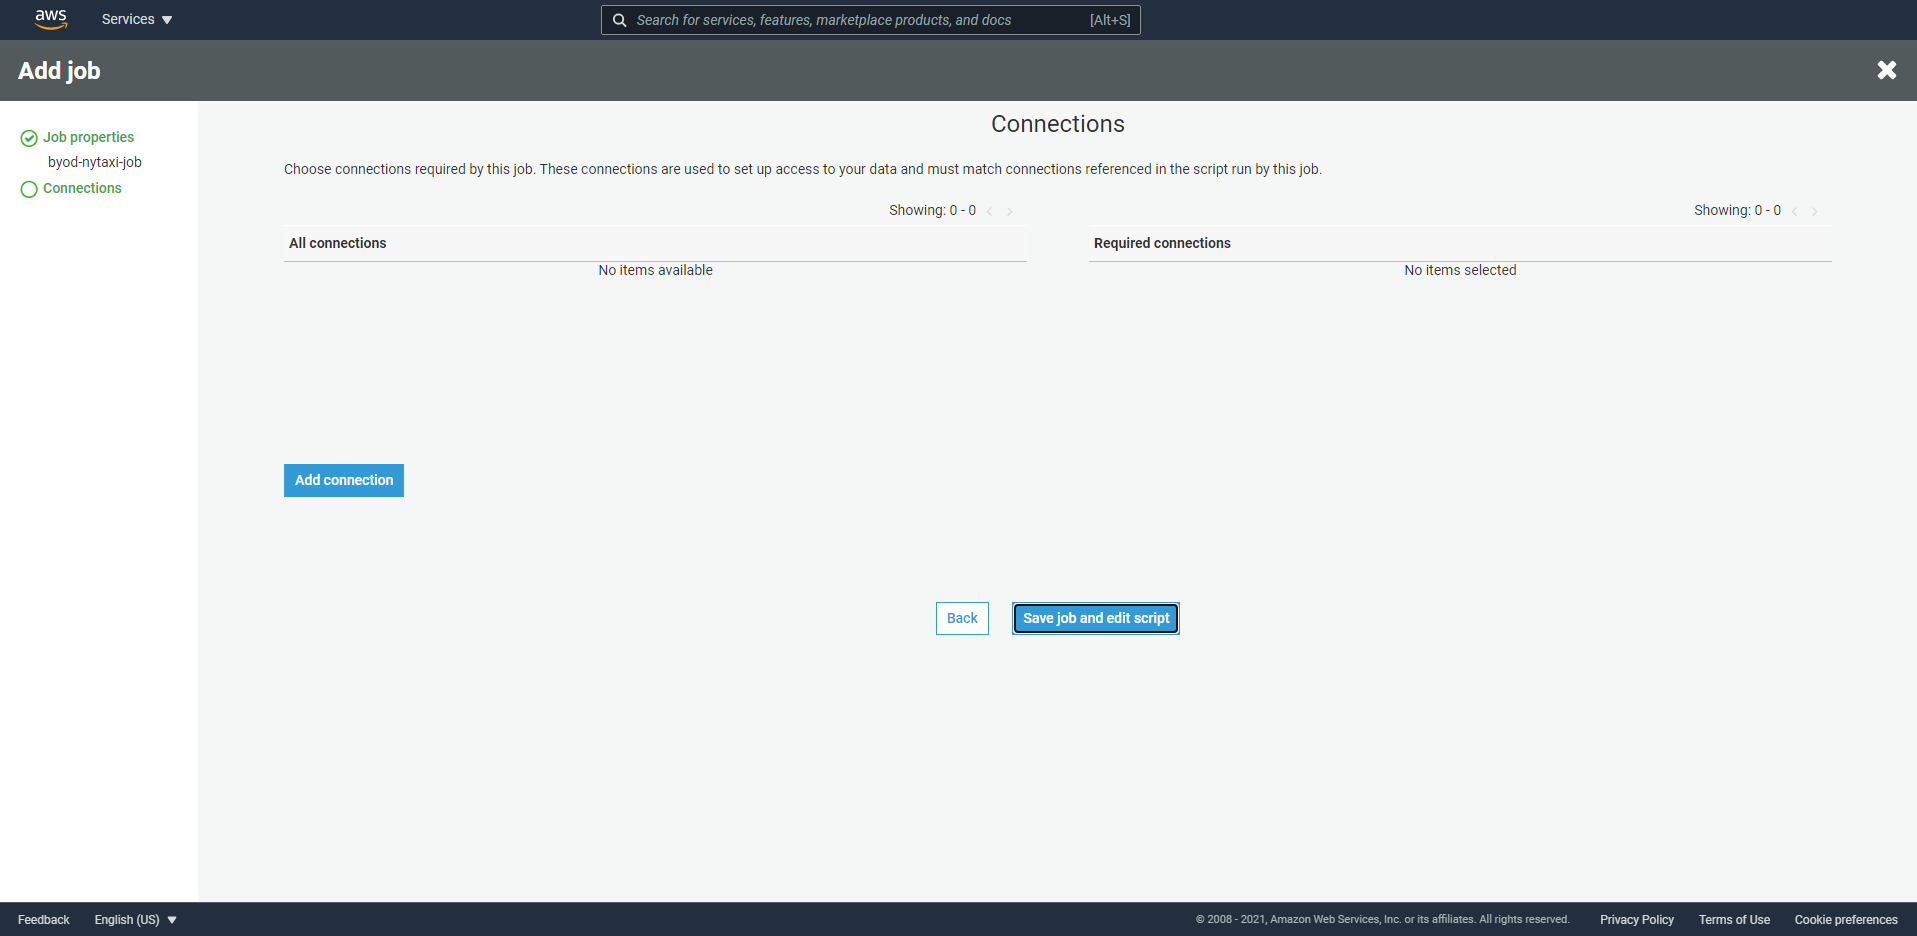 aws Services Search for services, features, marketplace products, and docs [Alt+S]
Add job
Job properties
byod-nytaxi-job
Connections
Connections
Choose connections required by this job. These connections are used to set up access to your data and must match connections referenced in the script run by this job.
Showing: 0 - 0
All connections
No items available
Showing: 0 - 0
Required connections
No items selected
Add connection
Back Save job and edit script
Feedback English (US) © 2008 - 2021, Amazon Web Services, Inc. or its affiliates. All rights reserved. Privacy Policy Terms of Use Cookie preferences